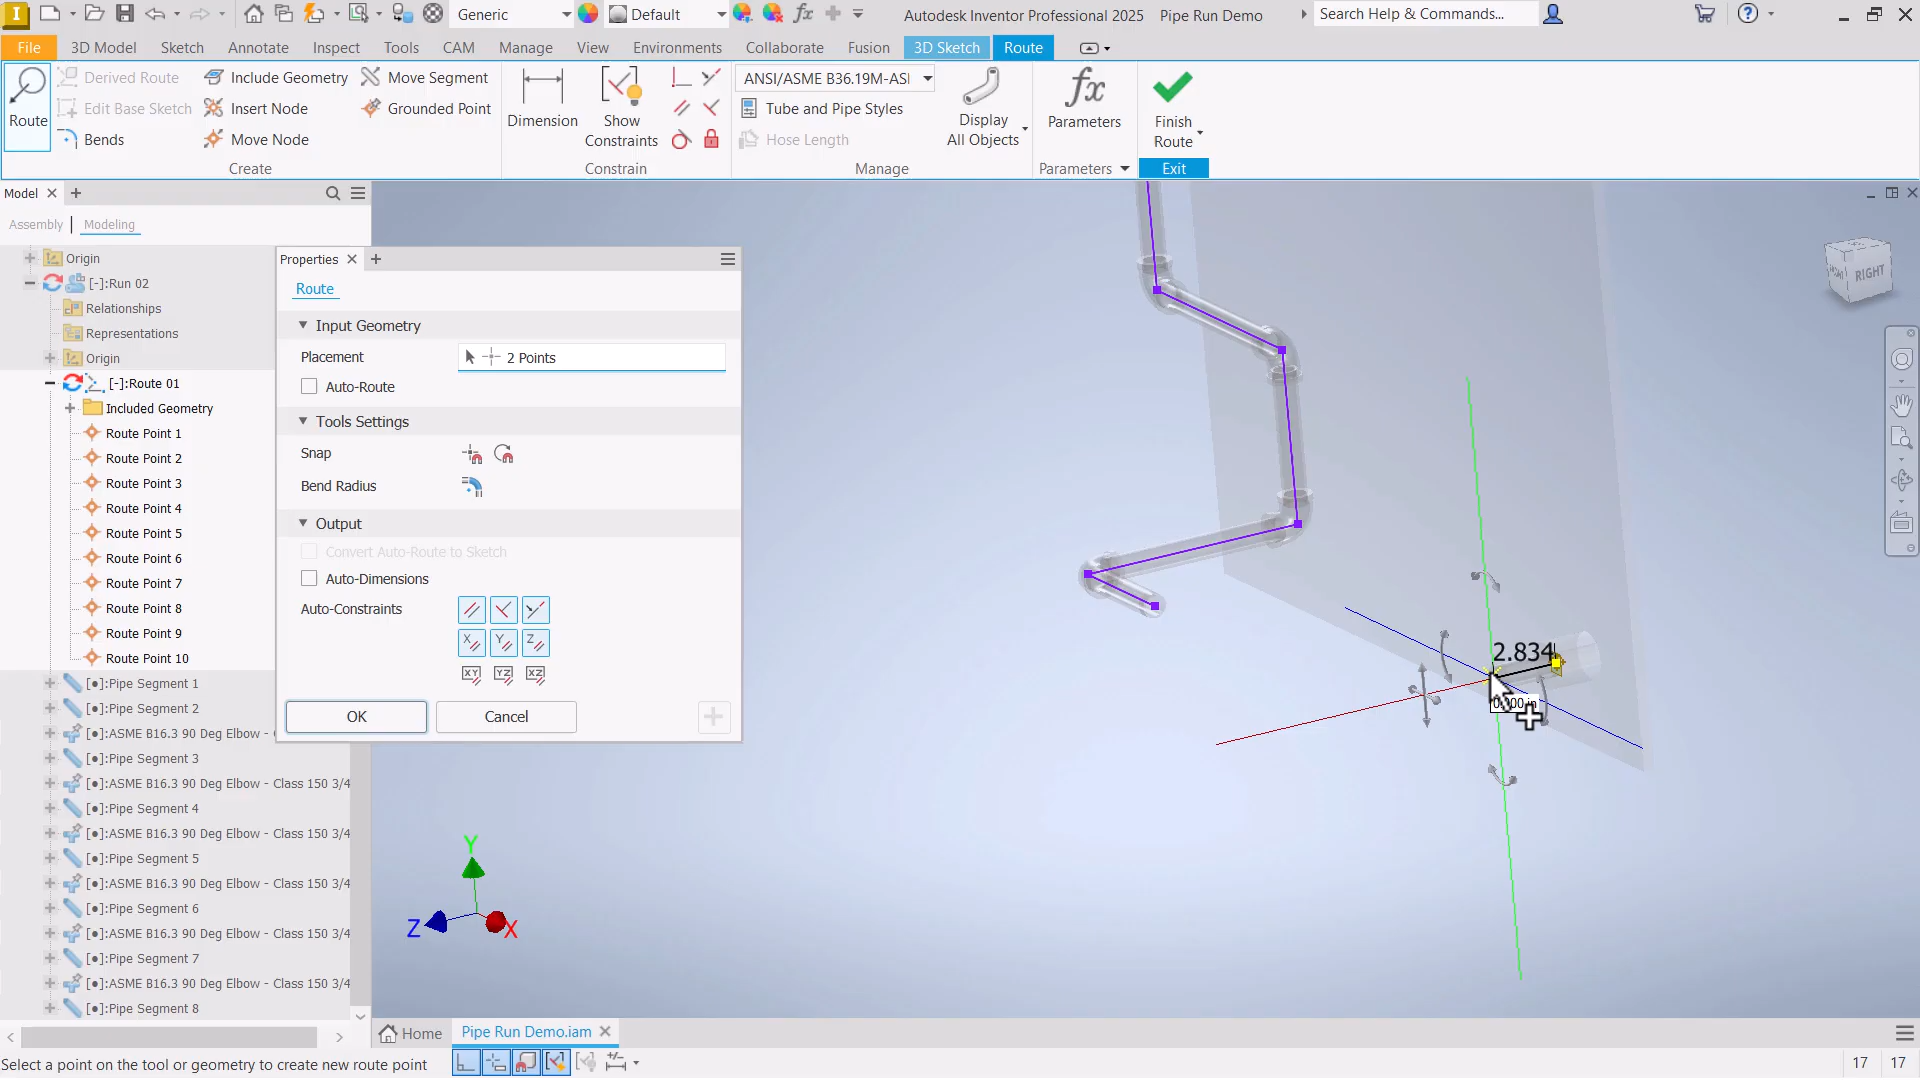 Generic
Default
Autodesk Inventor Professional 2025
Pipe Run Demo
Search Help & Commands...
File
3D Model
Sketch
Annotate
Inspect
Tools
CAM
Manage
View
Environments
Collaborate
Fusion
3D Sketch
Route
Route
Derived Route
Edit Base Sketch
Bends
Include Geometry
Insert Node
Move Node
Move Segment
Grounded Point
Create
Dimension
Show
Constraints
Constrain
ANSI/ASME B36.19M-ASI
Tube and Pipe Styles
Hose Length
Manage
Display
All Objects
Parameters
Parameters
Finish
Route
Exit
Model
Assembly
Modeling
Origin
[-]:Run 02
Relationships
Representations
Origin
[-]:Route 01
Included Geometry
Route Point 1
Route Point 2
Route Point 3
Route Point 4
Route Point 5
Route Point 6
Route Point 7
Route Point 8
Route Point 9
Route Point 10
[•]:Pipe Segment 1
[•]:Pipe Segment 2
[•]:ASME B16.3 90 Deg Elbow -
[•]:Pipe Segment 3
[•]:ASME B16.3 90 Deg Elbow - Class 150 3/4
[•]:Pipe Segment 4
[•]:ASME B16.3 90 Deg Elbow - Class 150 3/4
[•]:Pipe Segment 5
[•]:ASME B16.3 90 Deg Elbow - Class 150 3/4
[•]:Pipe Segment 6
[•]:ASME B16.3 90 Deg Elbow - Class 150 3/4
[•]:Pipe Segment 7
[•]:ASME B16.3 90 Deg Elbow - Class 150 3/4
[•]:Pipe Segment 8
Properties
Route
Input Geometry
Placement
2 Points
Auto-Route
Tools Settings
Snap
Bend Radius
Output
Convert Auto-Route to Sketch
Auto-Dimensions
Auto-Constraints
X
Y
Z
XY
YZ
XZ
OK
Cancel
RIGHT
2.834
Y
Z
X
Home
Pipe Run Demo.iam
Select a point on the tool or geometry to create new route point
17
17